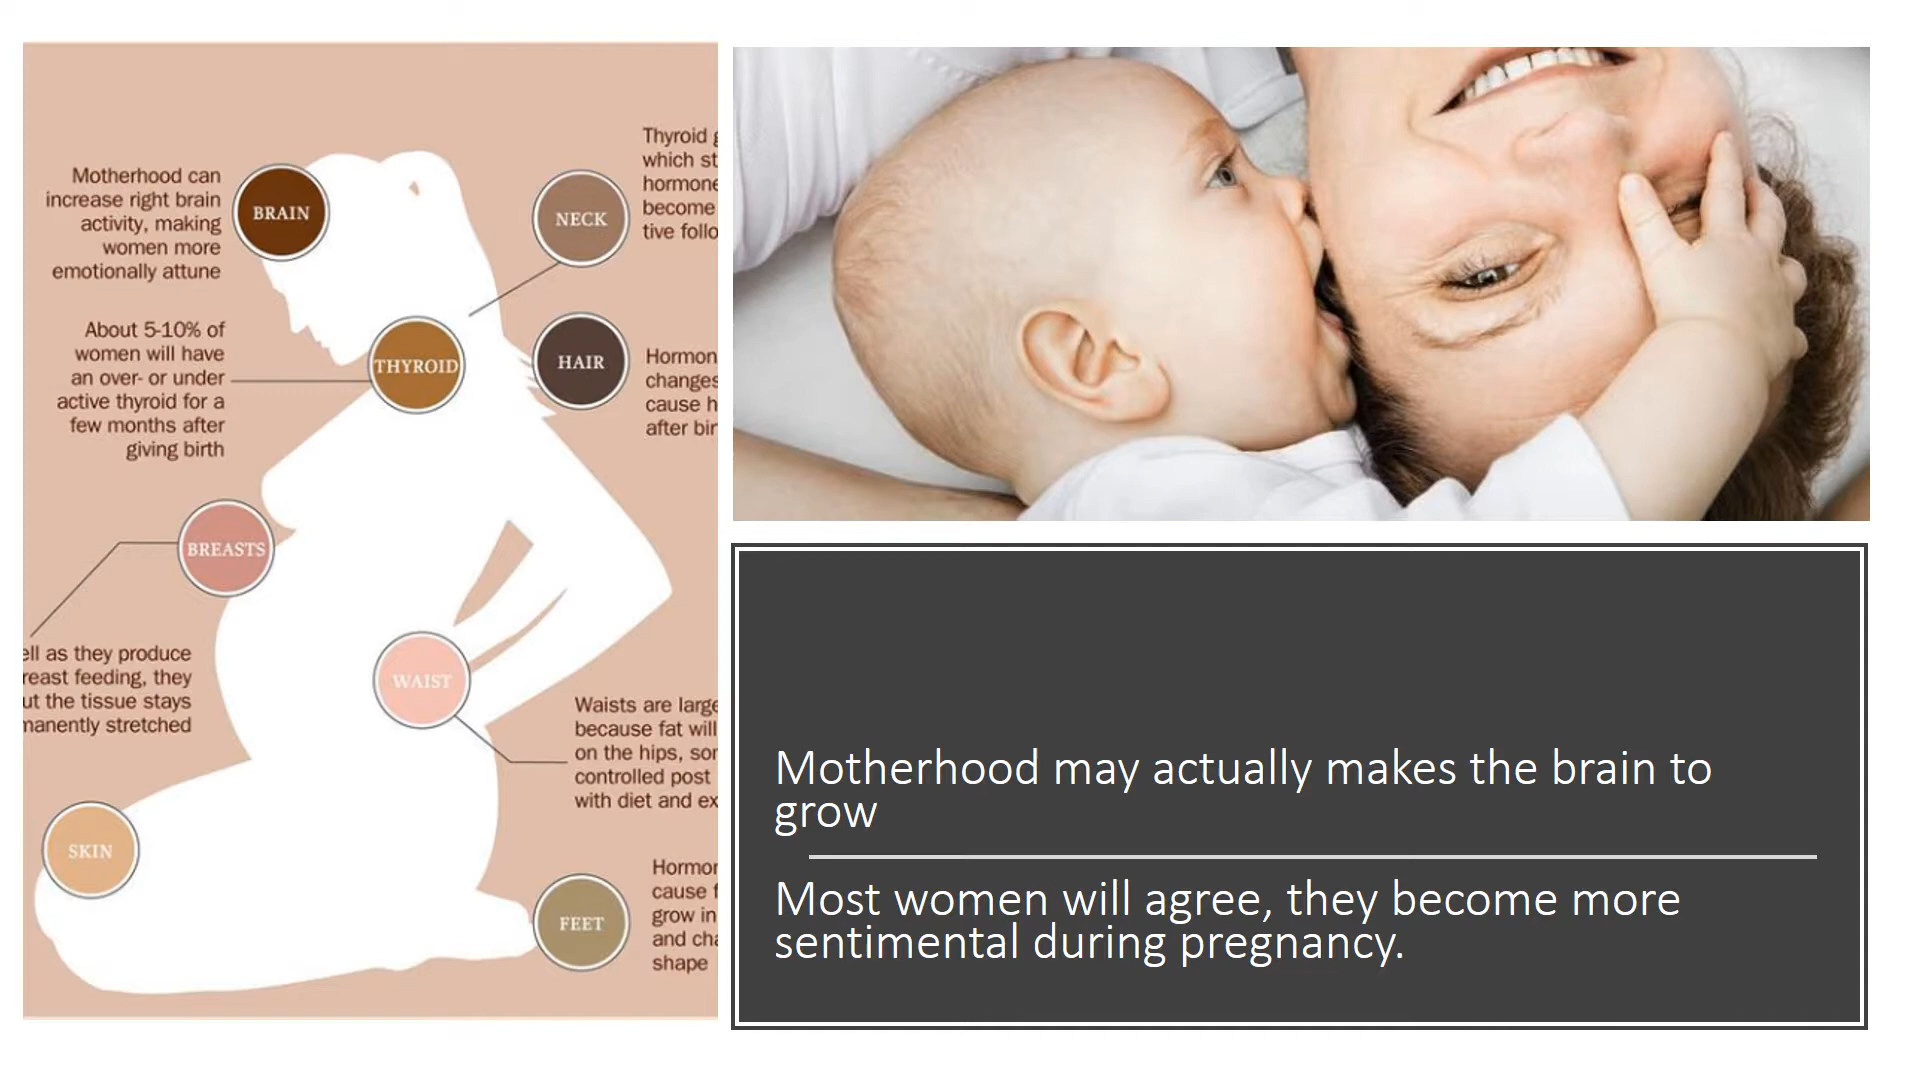 Motherhood can
increase right brain
activity, making
women more
emotionally attune
BRAIN
NECK
Thyroid
which st
hormone
become
tive follo
About 5-10% of
women will have
an over- or under
active thyroid for a
few months after
giving birth
THYROID
HAIR
Hormon
changes
cause h
after bir
BREASTS
ell as they produce
reast feeding, they
ut the tissue stays
manently stretched
WAIST
Waists are large
because fat will
on the hips, sor
controlled post
with diet and ex
SKIN
FEET
Hormor
cause f
grow in
and cha
shape
Motherhood may actually makes the brain to
grow
Most women will agree, they become more
sentimental during pregnancy.